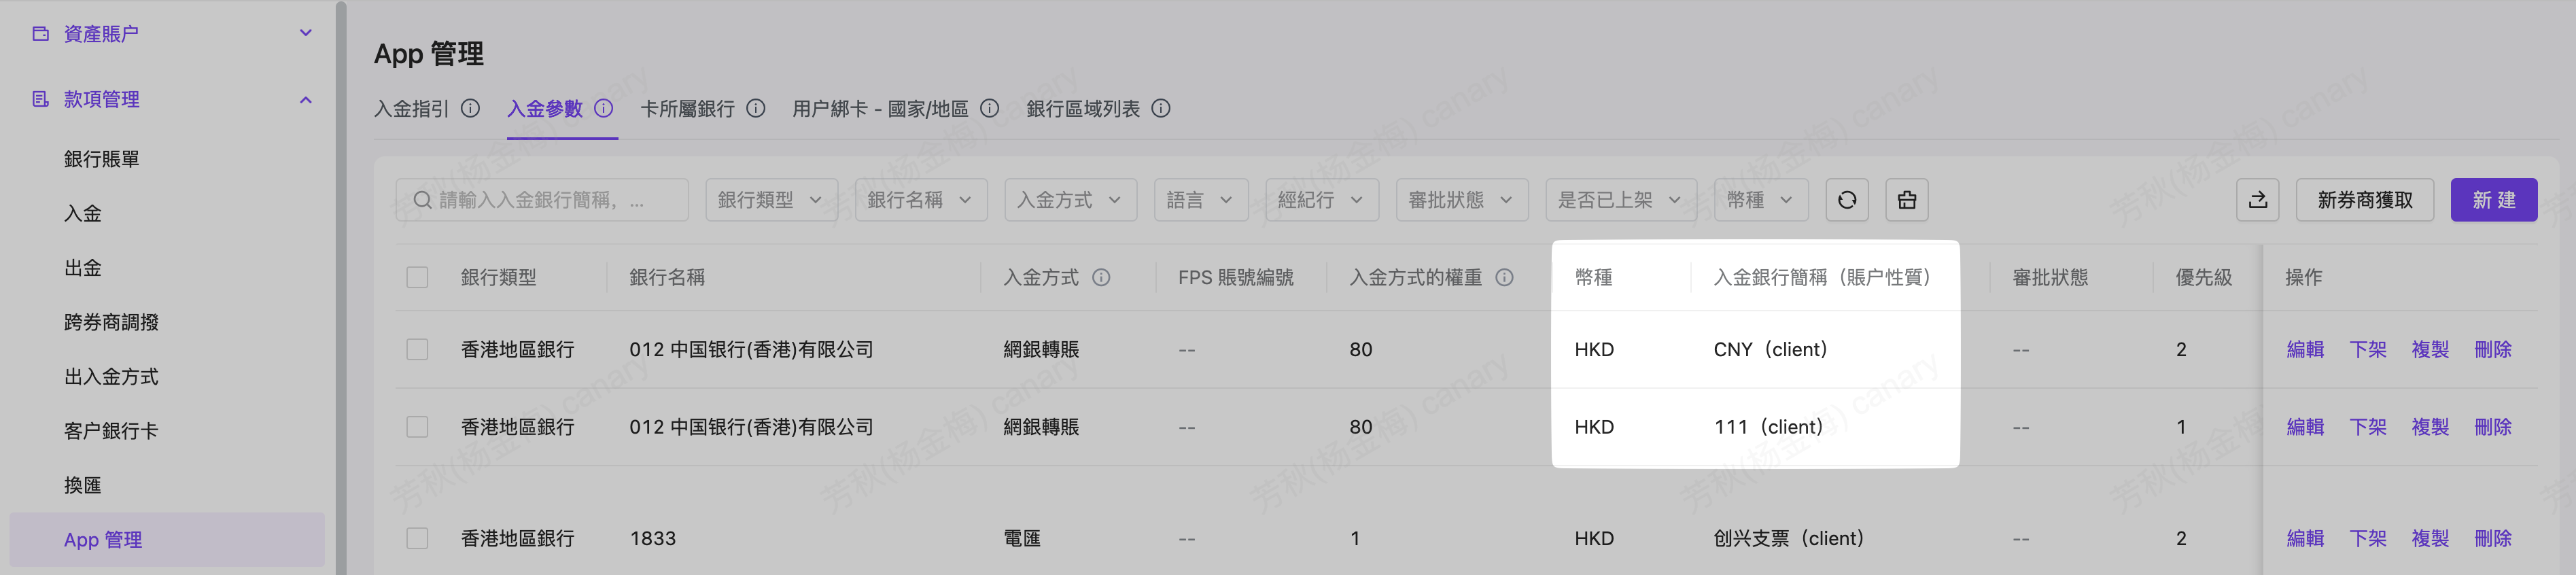 資產賬户
款項管理
銀行賬單
入金
出金
跨券商調撥
出入金方式
客户銀行卡
換匯
App 管理
App 管理
入金指引 入金參數 卡所屬銀行 用户綁卡 - 國家/地區 銀行區域列表
請輸入入金銀行簡稱，... 銀行類型 銀行名稱 入金方式 語言 經紀行 審批狀態 是否已上架 幣種 新券商獲取 新 建
銀行類型 銀行名稱 入金方式 FPS 賬號編號 入金方式的權重 幣種 入金銀行簡稱（賬户性質） 審批狀態 優先級 操作
香港地區銀行 012 中国银行(香港)有限公司 網銀轉賬 -- 80 HKD CNY（client） -- 2 編輯 下架 複製 刪除
香港地區銀行 012 中国银行(香港)有限公司 網銀轉賬 -- 80 HKD 111（client） -- 1 編輯 下架 複製 刪除
香港地區銀行 1833 電匯 -- 1 HKD 创兴支票（client） -- 2 編輯 下架 複製 刪除
芳秋(杨金梅) canary